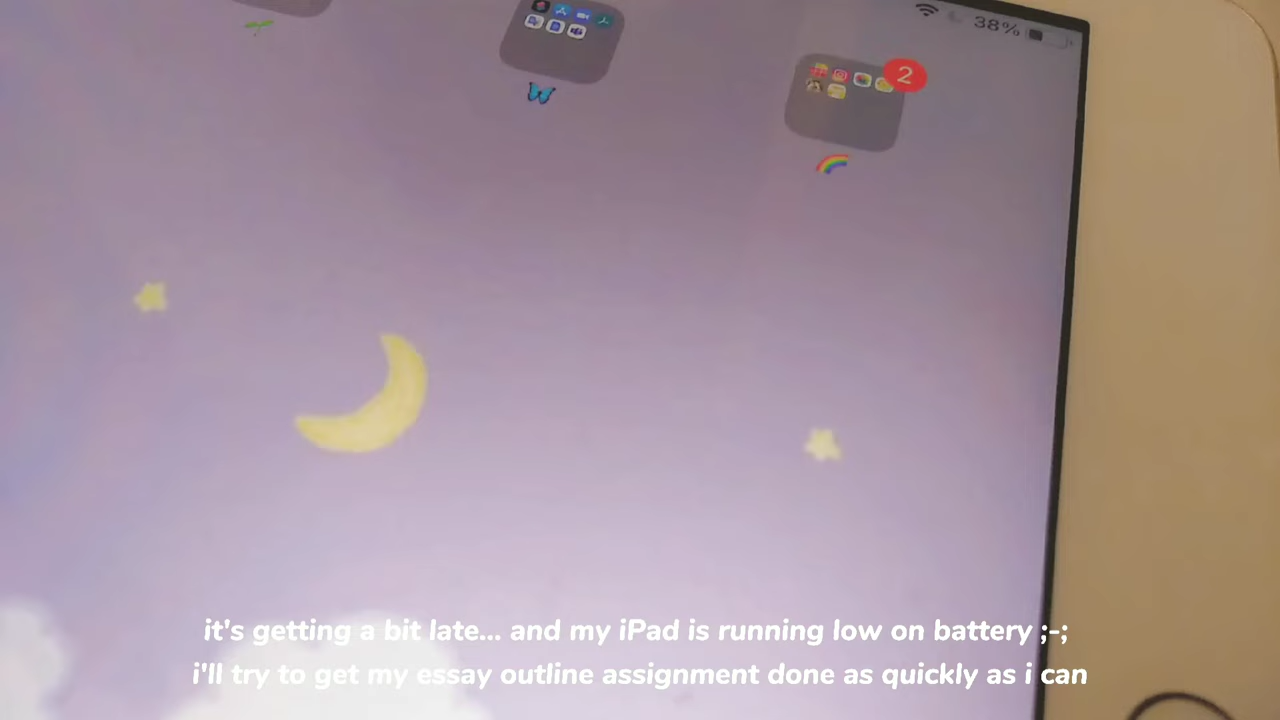 38%
2
it's getting a bit late... and my iPad is running low on battery ;-;
i'll try to get my essay outline assignment done as quickly as i can